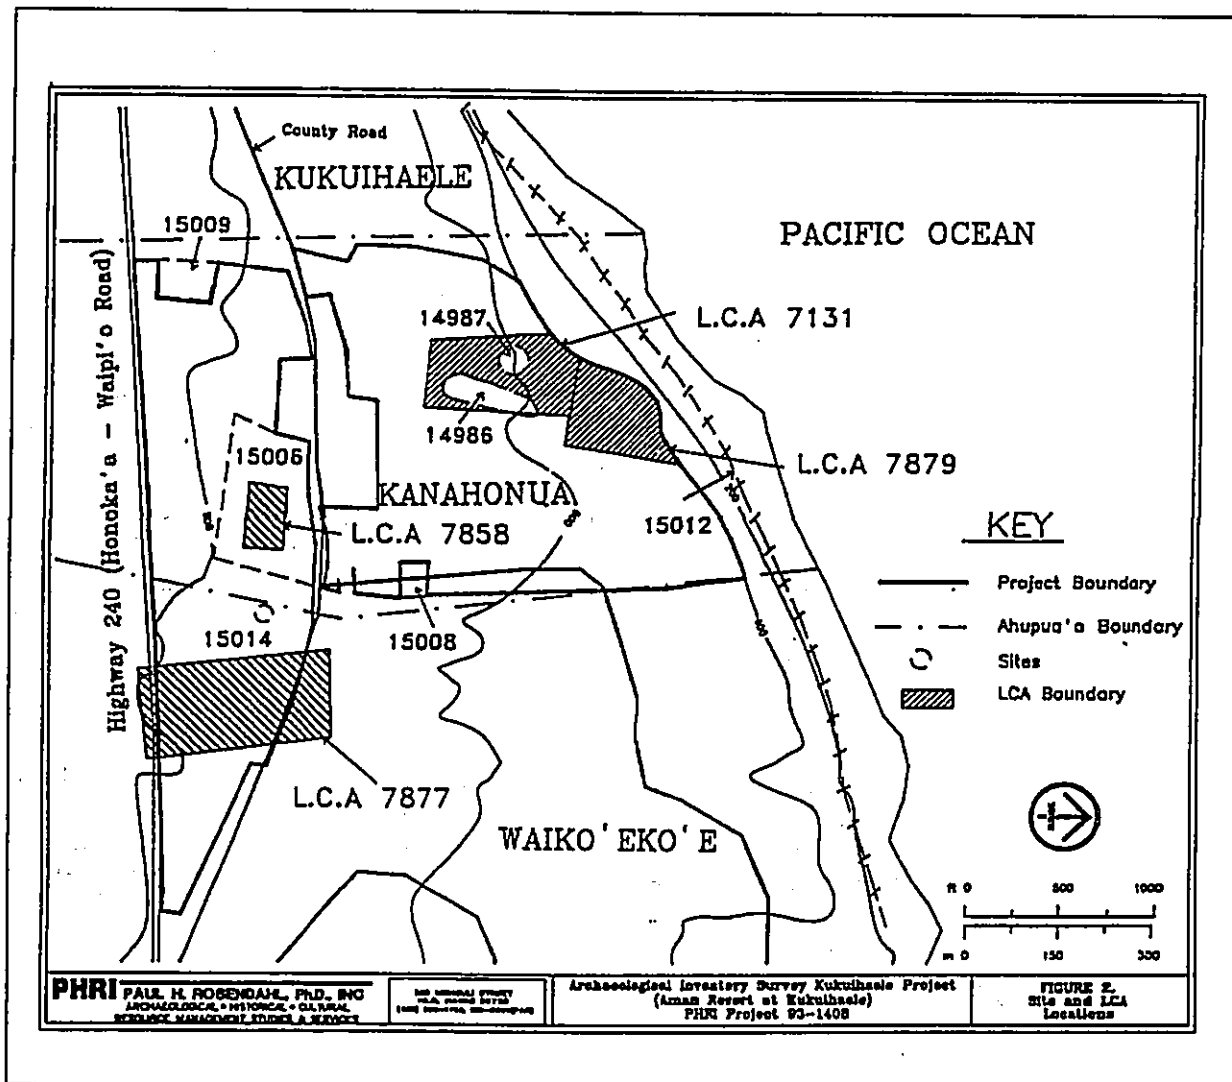 County Road
KUKUIHAELE
15009
PACIFIC OCEAN
Highway 240 (Honoka'a - Waipi'o Road)
14987
L.C.A 7131
14986
15006
L.C.A 7879
KANAHONUA
15012
L.C.A 7858
KEY
Project Boundary
Ahupua'a Boundary
Sites
LCA Boundary
15014
15008
L.C.A 7877
WAIKO'EKO'E
ft 0 500 1000
m 0 150 300
PHRI PAUL H. ROSENDAHL, PhD., INC
ARCHAEOLOGICAL • HISTORICAL • CULTURAL
RESOURCE MANAGEMENT STUDIES & SERVICES
Archaeological Inventory Survey Kukuihaele Project
(Aman Resort at Kukuihaele)
PHRI Project 93-1408
FIGURE 2.
Site and LCA
Locations